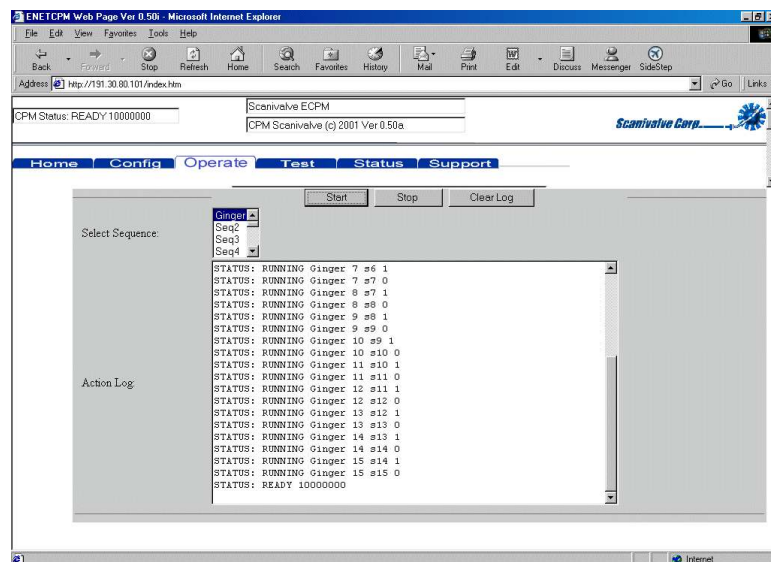 ENETCPM Web Page Ver 0.50i - Microsoft Internet Explorer
File Edit View Favorites Tools Help
Back Forward Stop Refresh Home Search Favorites History Mail Print Edit Discuss Messenger SideStep
Address http://191.30.80.101/index.htm Go Links
CPM Status: READY 10000000
Scanivalve ECPM
CPM Scanivalve (c) 2001 Ver 0.50a
Scanivalve Corp.
Home Config Operate Test Status Support
Start Stop Clear Log
Select Sequence:
Ginger
Seq2
Seq3
Seq4
Action Log:
STATUS: RUNNING Ginger 7 s6 1
STATUS: RUNNING Ginger 7 s7 0
STATUS: RUNNING Ginger 8 s7 1
STATUS: RUNNING Ginger 8 s8 0
STATUS: RUNNING Ginger 9 s8 1
STATUS: RUNNING Ginger 9 s9 0
STATUS: RUNNING Ginger 10 s9 1
STATUS: RUNNING Ginger 10 s10 0
STATUS: RUNNING Ginger 11 s10 1
STATUS: RUNNING Ginger 11 s11 0
STATUS: RUNNING Ginger 12 s11 1
STATUS: RUNNING Ginger 12 s12 0
STATUS: RUNNING Ginger 13 s12 1
STATUS: RUNNING Ginger 13 s13 0
STATUS: RUNNING Ginger 14 s13 1
STATUS: RUNNING Ginger 14 s14 0
STATUS: RUNNING Ginger 15 s14 1
STATUS: RUNNING Ginger 15 s15 0
STATUS: READY 10000000
Internet